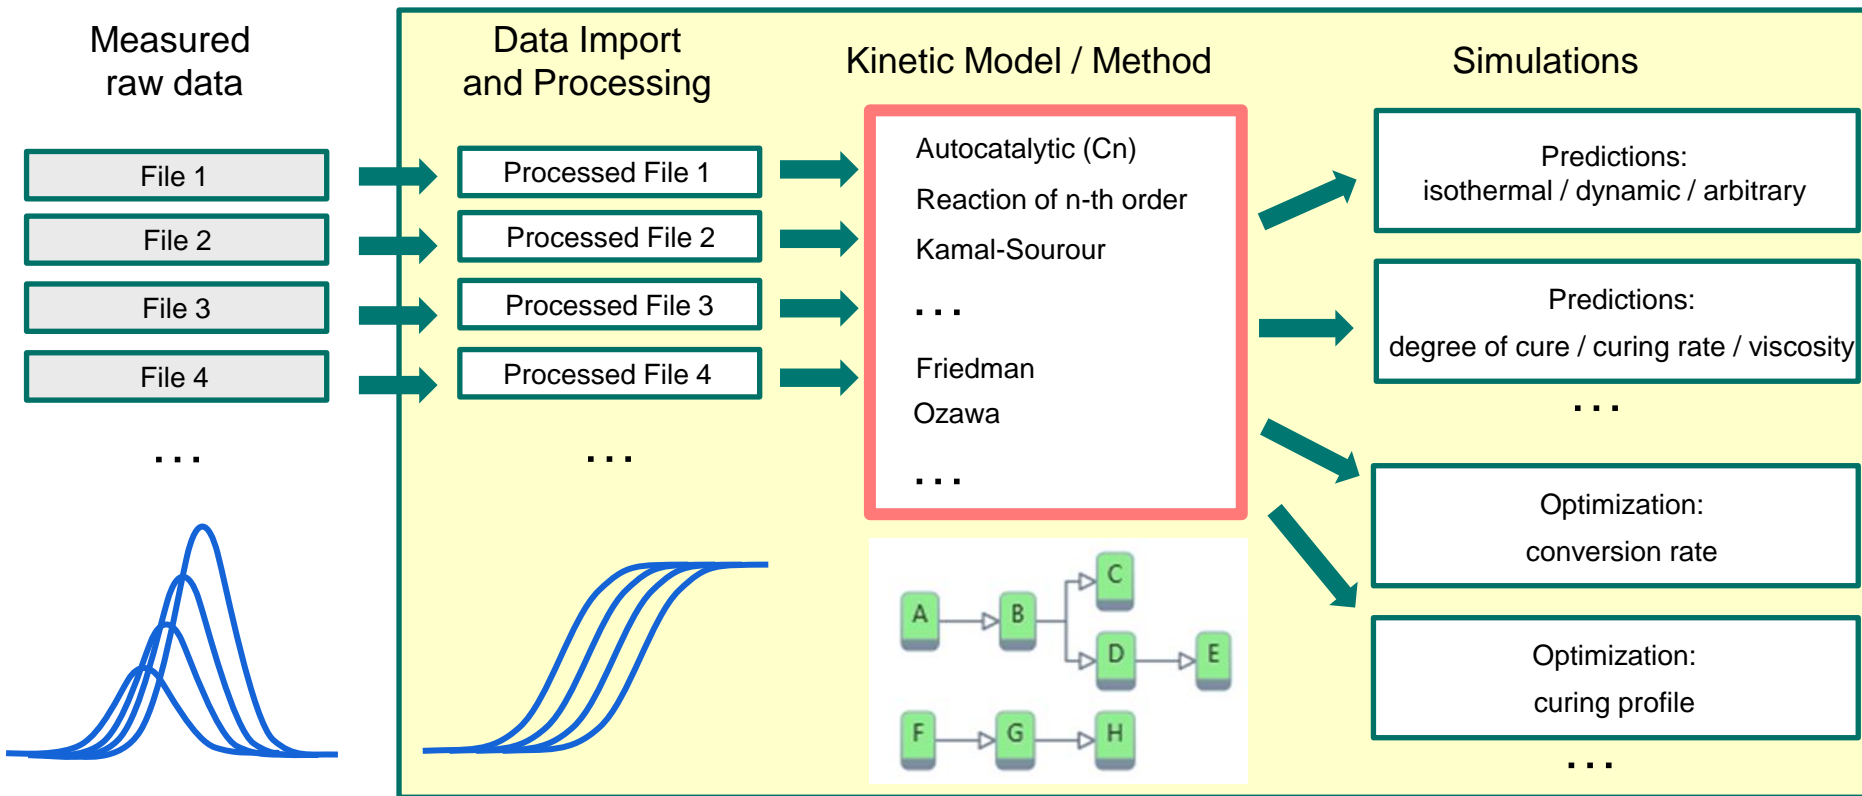 Measured
raw data
Data Import
and Processing
Kinetic Model / Method
Simulations
File 1
File 2
File 3
File 4
...
Processed File 1
Processed File 2
Processed File 3
Processed File 4
...
Autocatalytic (Cn)
Reaction of n-th order
Kamal-Sourour
...
Friedman
Ozawa
...
Predictions:
isothermal / dynamic / arbitrary
Predictions:
degree of cure / curing rate / viscosity
...
Optimization:
conversion rate
Optimization:
curing profile
...
A
B
C
D
E
F
G
H